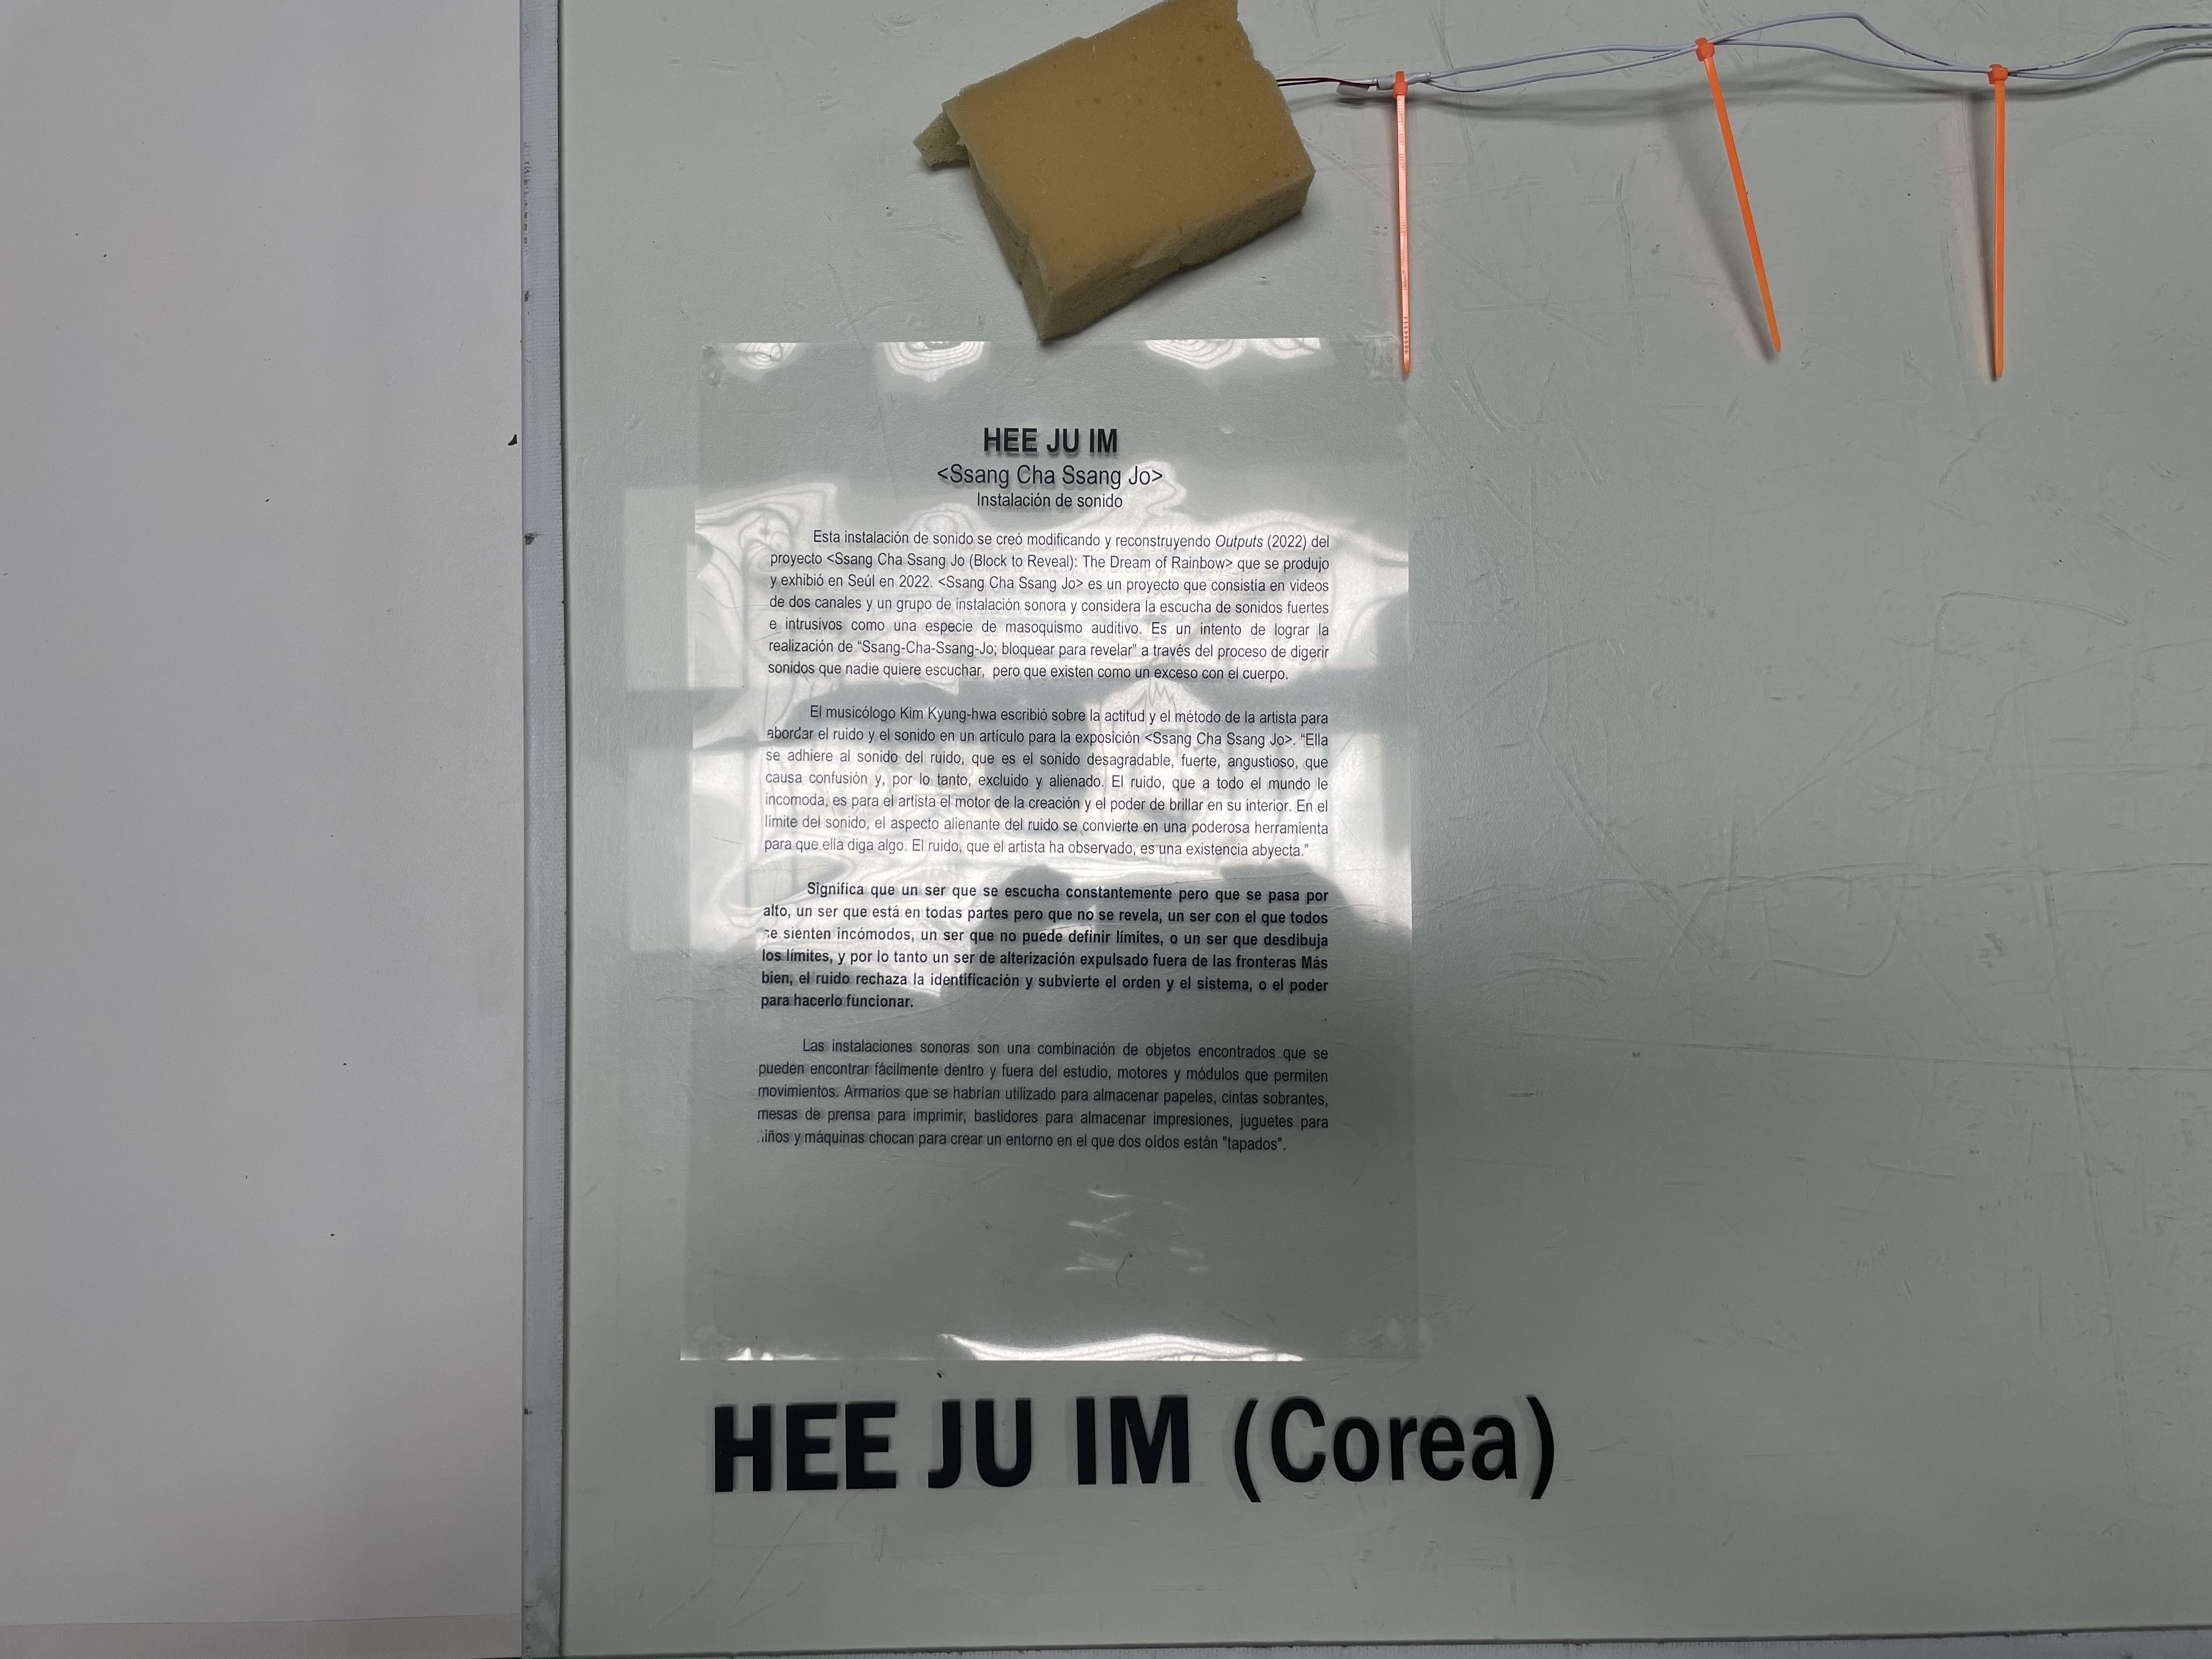 HEE JU IM
<Ssang Cha Ssang Jo>
Instalación de sonido
Esta instalación de sonido se creó modificando y reconstruyendo Outputs (2022) del
proyecto <Ssang Cha Ssang Jo (Block to Reveal): The Dream of Rainbow> que se produjo
y exhibió en Seúl en 2022. <Ssang Cha Ssang Jo> es un proyecto que consistía en videos
de dos canales y un grupo de instalación sonora y considera la escucha de sonidos fuertes
e intrusivos como una especie de masoquismo auditivo. Es un intento de lograr la
realización de “Ssang-Cha-Ssang-Jo; bloquear para revelar” a través del proceso de digerir
sonidos que nadie quiere escuchar, pero que existen como un exceso con el cuerpo.
El musicólogo Kim Kyung-hwa escribió sobre la actitud y el método de la artista para
abordar el ruido y el sonido en un artículo para la exposición <Ssang Cha Ssang Jo>. “Ella
se adhiere al sonido del ruido, que es el sonido desagradable, fuerte, angustioso, que
causa confusión y, por lo tanto, excluido y alienado. El ruido, que a todo el mundo le
incomoda, es para el artista el motor de la creación y el poder de brillar en su interior. En el
límite del sonido, el aspecto alienante del ruido se convierte en una poderosa herramienta
para que ella diga algo. El ruido, que el artista ha observado, es una existencia abyecta.”
Significa que un ser que se escucha constantemente pero que se pasa por
alto, un ser que está en todas partes pero que no se revela, un ser con el que todos
se sienten incómodos, un ser que no puede definir límites, o un ser que desdibuja
los límites, y por lo tanto un ser de alterización expulsado fuera de las fronteras Más
bien, el ruido rechaza la identificación y subvierte el orden y el sistema, o el poder
para hacerlo funcionar.
Las instalaciones sonoras son una combinación de objetos encontrados que se
pueden encontrar fácilmente dentro y fuera del estudio, motores y módulos que permiten
movimientos. Armarios que se habrían utilizado para almacenar papeles, cintas sobrantes,
mesas de prensa para imprimir, bastidores para almacenar impresiones, juguetes para
niños y máquinas chocan para crear un entorno en el que dos oídos están "tapados".
HEE JU IM (Corea)